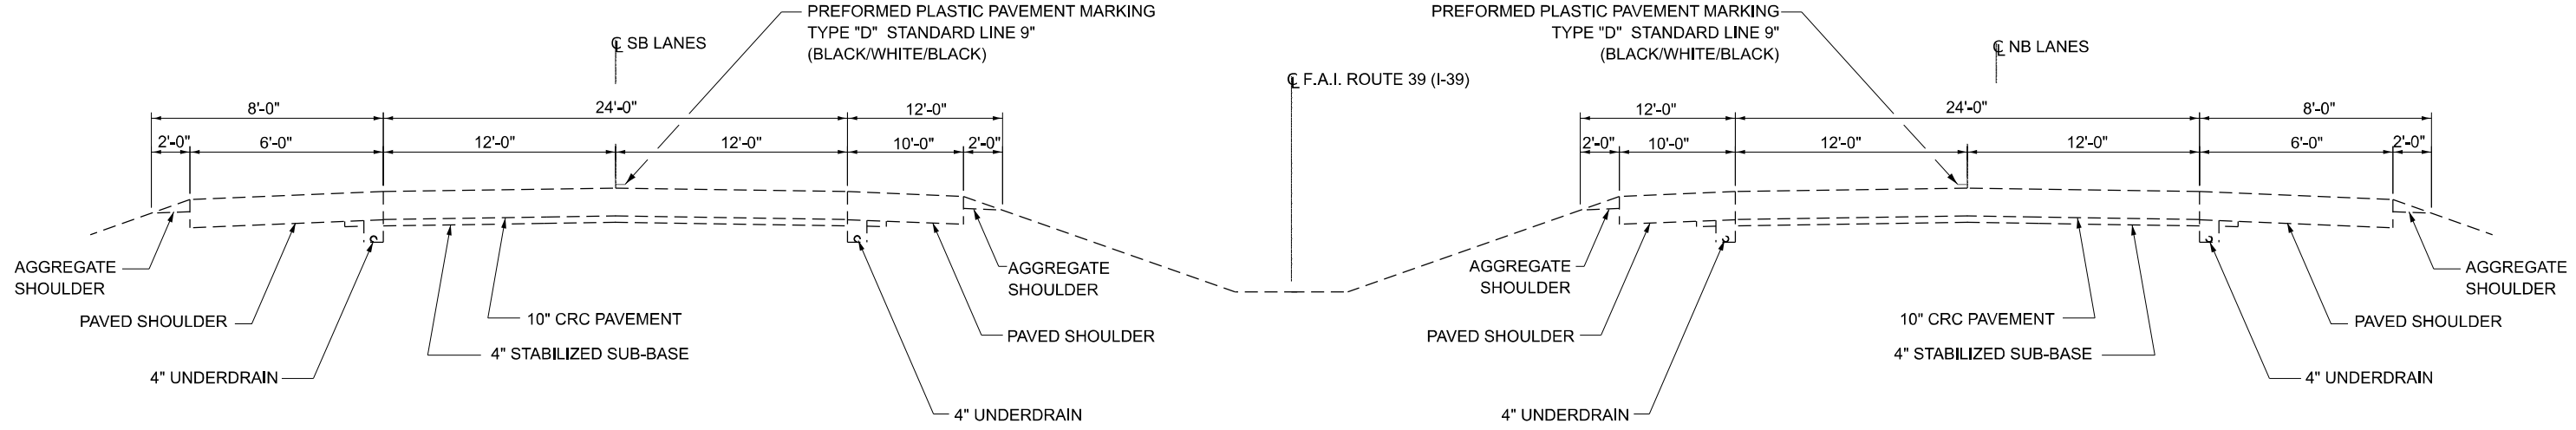 PREFORMED PLASTIC PAVEMENT MARKING
TYPE "D" STANDARD LINE 9"
(BLACK/WHITE/BLACK)
PREFORMED PLASTIC PAVEMENT MARKING
TYPE "D" STANDARD LINE 9"
(BLACK/WHITE/BLACK)
℄ SB LANES
℄ NB LANES
℄ F.A.I. ROUTE 39 (I-39)
8'-0"
24'-0"
12'-0"
12'-0"
24'-0"
8'-0"
2'-0"
6'-0"
12'-0"
12'-0"
10'-0"
2'-0"
2'-0"
10'-0"
12'-0"
12'-0"
6'-0"
2'-0"
AGGREGATE
SHOULDER
AGGREGATE
SHOULDER
AGGREGATE
SHOULDER
AGGREGATE
SHOULDER
PAVED SHOULDER
10" CRC PAVEMENT
PAVED SHOULDER
PAVED SHOULDER
10" CRC PAVEMENT
PAVED SHOULDER
4" STABILIZED SUB-BASE
4" STABILIZED SUB-BASE
4" UNDERDRAIN
4" UNDERDRAIN
4" UNDERDRAIN
4" UNDERDRAIN